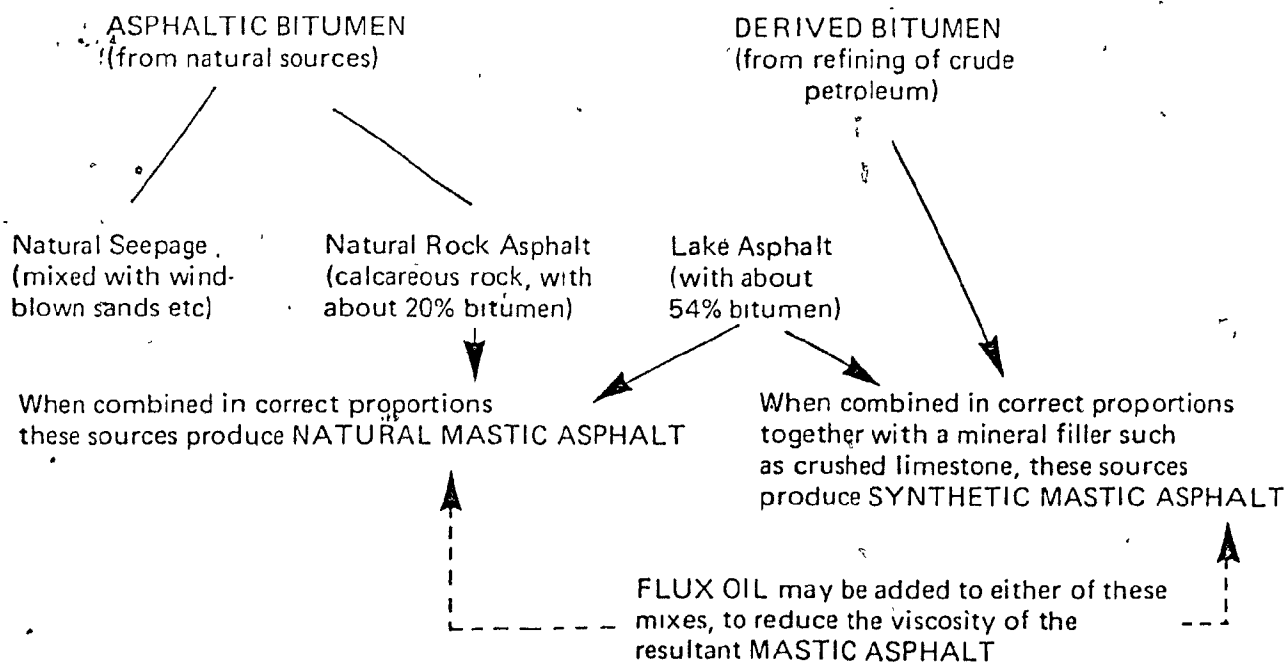 ASPHALTIC BITUMEN
(from natural sources)
DERIVED BITUMEN
(from refining of crude
petroleum)
Natural Seepage
(mixed with wind-
blown sands etc)
Natural Rock Asphalt
(calcareous rock, with
about 20% bitumen)
Lake Asphalt
(with about
54% bitumen)
When combined in correct proportions
these sources produce NATURAL MASTIC ASPHALT
When combined in correct proportions
together with a mineral filler such
as crushed limestone, these sources
produce SYNTHETIC MASTIC ASPHALT
FLUX OIL may be added to either of these
mixes, to reduce the viscosity of the
resultant MASTIC ASPHALT